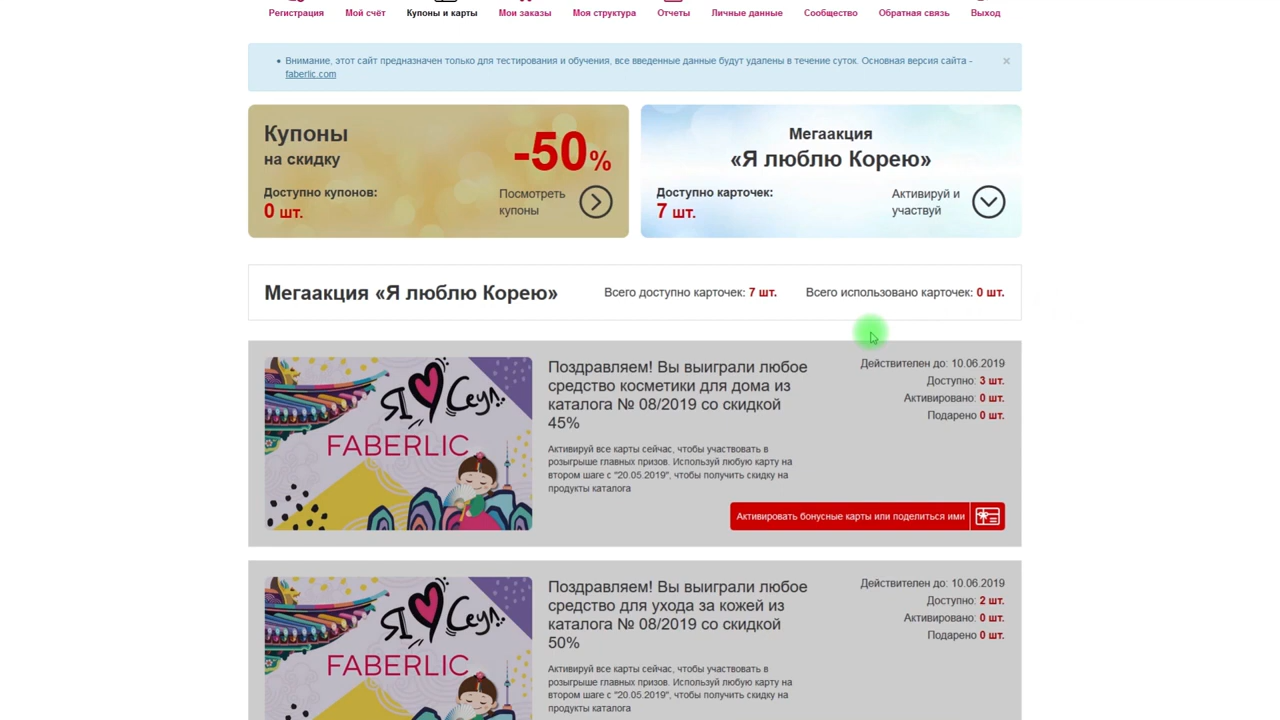 Регистрация Мой счёт Купоны и карты Мои заказы Моя структура Отчеты Личные данные Сообщество Обратная связь Выход
• Внимание, этот сайт предназначен только для тестирования и обучения, все введенные данные будут удалены в течение суток. Основная версия сайта - ×
faberlic.com
Купоны
на скидку
-50%
Доступно купонов:
0 шт.
Посмотреть
купоны
Мегаакция
«Я люблю Корею»
Доступно карточек:
7 шт.
Активируй и
участвуй
Мегаакция «Я люблю Корею» Всего доступно карточек: 7 шт. Всего использовано карточек: 0 шт.
Я Сеул
FABERLIC
Поздравляем! Вы выиграли любое
средство косметики для дома из
каталога № 08/2019 со скидкой
45%
Активируй все карты сейчас, чтобы участвовать в
розыгрыше главных призов. Используй любую карту на
втором шаге с "20.05.2019", чтобы получить скидку на
продукты каталога
Действителен до: 10.06.2019
Доступно: 3 шт.
Активировано: 0 шт.
Подарено 0 шт.
Активировать бонусные карты или поделиться ими
Я Сеул
FABERLIC
Поздравляем! Вы выиграли любое
средство для ухода за кожей из
каталога № 08/2019 со скидкой
50%
Активируй все карты сейчас, чтобы участвовать в
розыгрыше главных призов. Используй любую карту на
втором шаге с "20.05.2019", чтобы получить скидку на
продукты каталога
Действителен до: 10.06.2019
Доступно: 2 шт.
Активировано: 0 шт.
Подарено 0 шт.